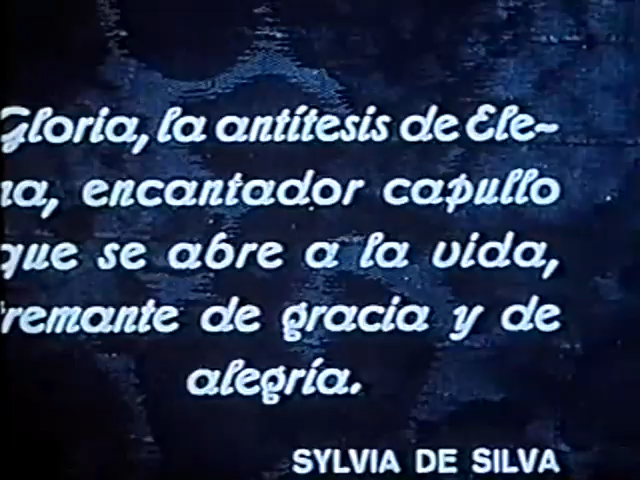 Gloria, la antítesis de Ele~
na, encantador capullo
que se abre a la vida,
tremante de gracia y de
alegría.
SYLVIA DE SILVA